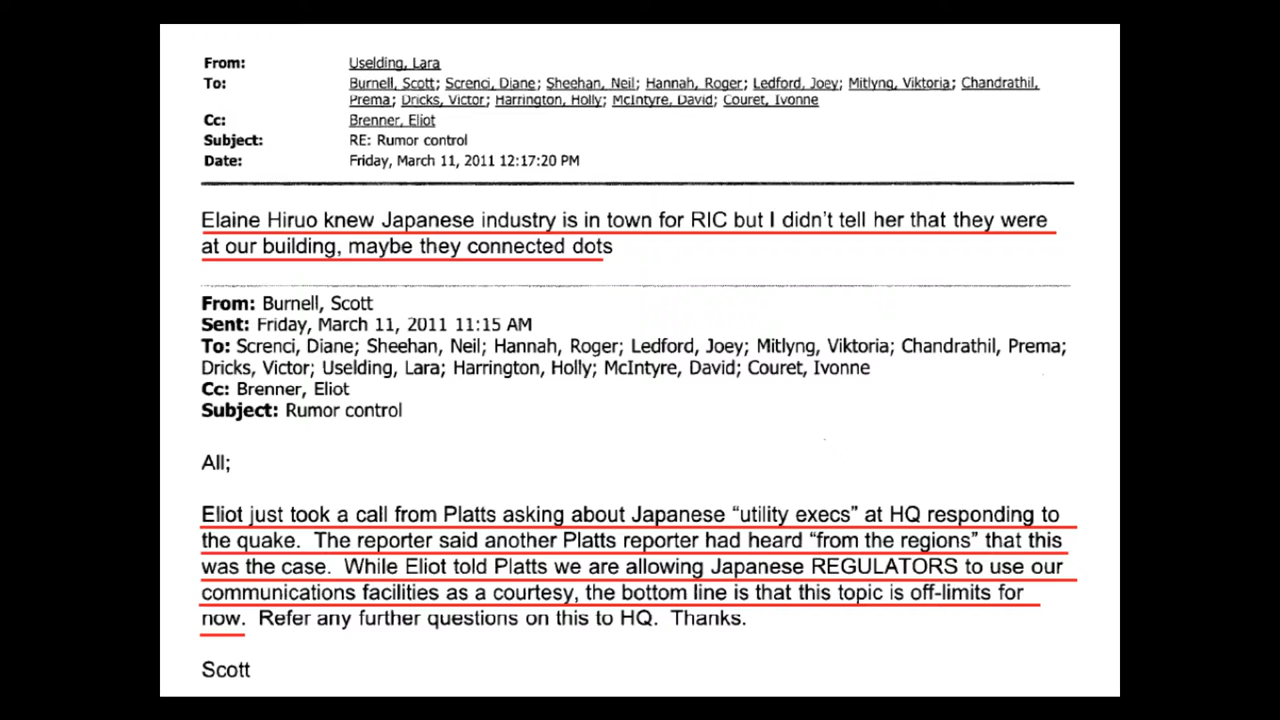 From: Uselding, Lara
To: Burnell, Scott; Screnci, Diane; Sheehan, Neil; Hannah, Roger; Ledford, Joey; Mitlyng, Viktoria; Chandrathil,
Prema; Dricks, Victor; Harrington, Holly; McIntyre, David; Couret, Ivonne
Cc: Brenner, Eliot
Subject: RE: Rumor control
Date: Friday, March 11, 2011 12:17:20 PM
Elaine Hiruo knew Japanese industry is in town for RIC but I didn't tell her that they were
at our building, maybe they connected dots
From: Burnell, Scott
Sent: Friday, March 11, 2011 11:15 AM
To: Screnci, Diane; Sheehan, Neil; Hannah, Roger; Ledford, Joey; Mitlyng, Viktoria; Chandrathil, Prema;
Dricks, Victor; Uselding, Lara; Harrington, Holly; McIntyre, David; Couret, Ivonne
Cc: Brenner, Eliot
Subject: Rumor control
All;
Eliot just took a call from Platts asking about Japanese “utility execs” at HQ responding to
the quake. The reporter said another Platts reporter had heard “from the regions” that this
was the case. While Eliot told Platts we are allowing Japanese REGULATORS to use our
communications facilities as a courtesy, the bottom line is that this topic is off-limits for
now. Refer any further questions on this to HQ. Thanks.
Scott